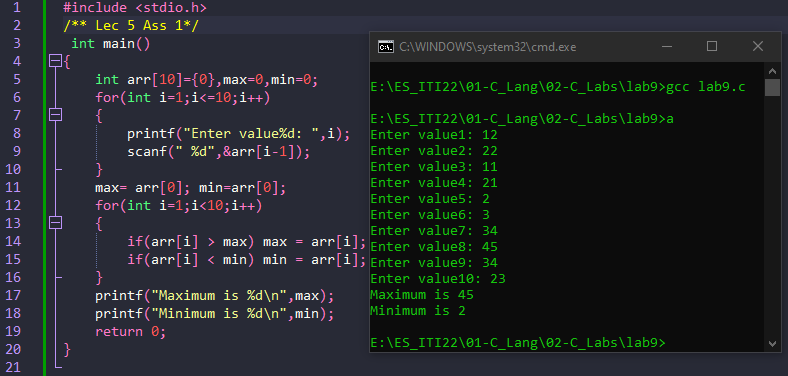 1 #include <stdio.h>
2 /** Lec 5 Ass 1*/
3 int main()
4 {
5 int arr[10]={0},max=0,min=0;
6 for(int i=1;i<=10;i++)
7 {
8 printf("Enter value%d: ",i);
9 scanf(" %d",&arr[i-1]);
10 }
11 max= arr[0]; min=arr[0];
12 for(int i=1;i<10;i++)
13 {
14 if(arr[i] > max) max = arr[i];
15 if(arr[i] < min) min = arr[i];
16 }
17 printf("Maximum is %d\n",max);
18 printf("Minimum is %d\n",min);
19 return 0;
20 }
21
C:\WINDOWS\system32\cmd.exe
E:\ES_ITI22\01-C_Lang\02-C_Labs\lab9>gcc lab9.c
E:\ES_ITI22\01-C_Lang\02-C_Labs\lab9>a
Enter value1: 12
Enter value2: 22
Enter value3: 11
Enter value4: 21
Enter value5: 2
Enter value6: 3
Enter value7: 34
Enter value8: 45
Enter value9: 34
Enter value10: 23
Maximum is 45
Minimum is 2
E:\ES_ITI22\01-C_Lang\02-C_Labs\lab9>